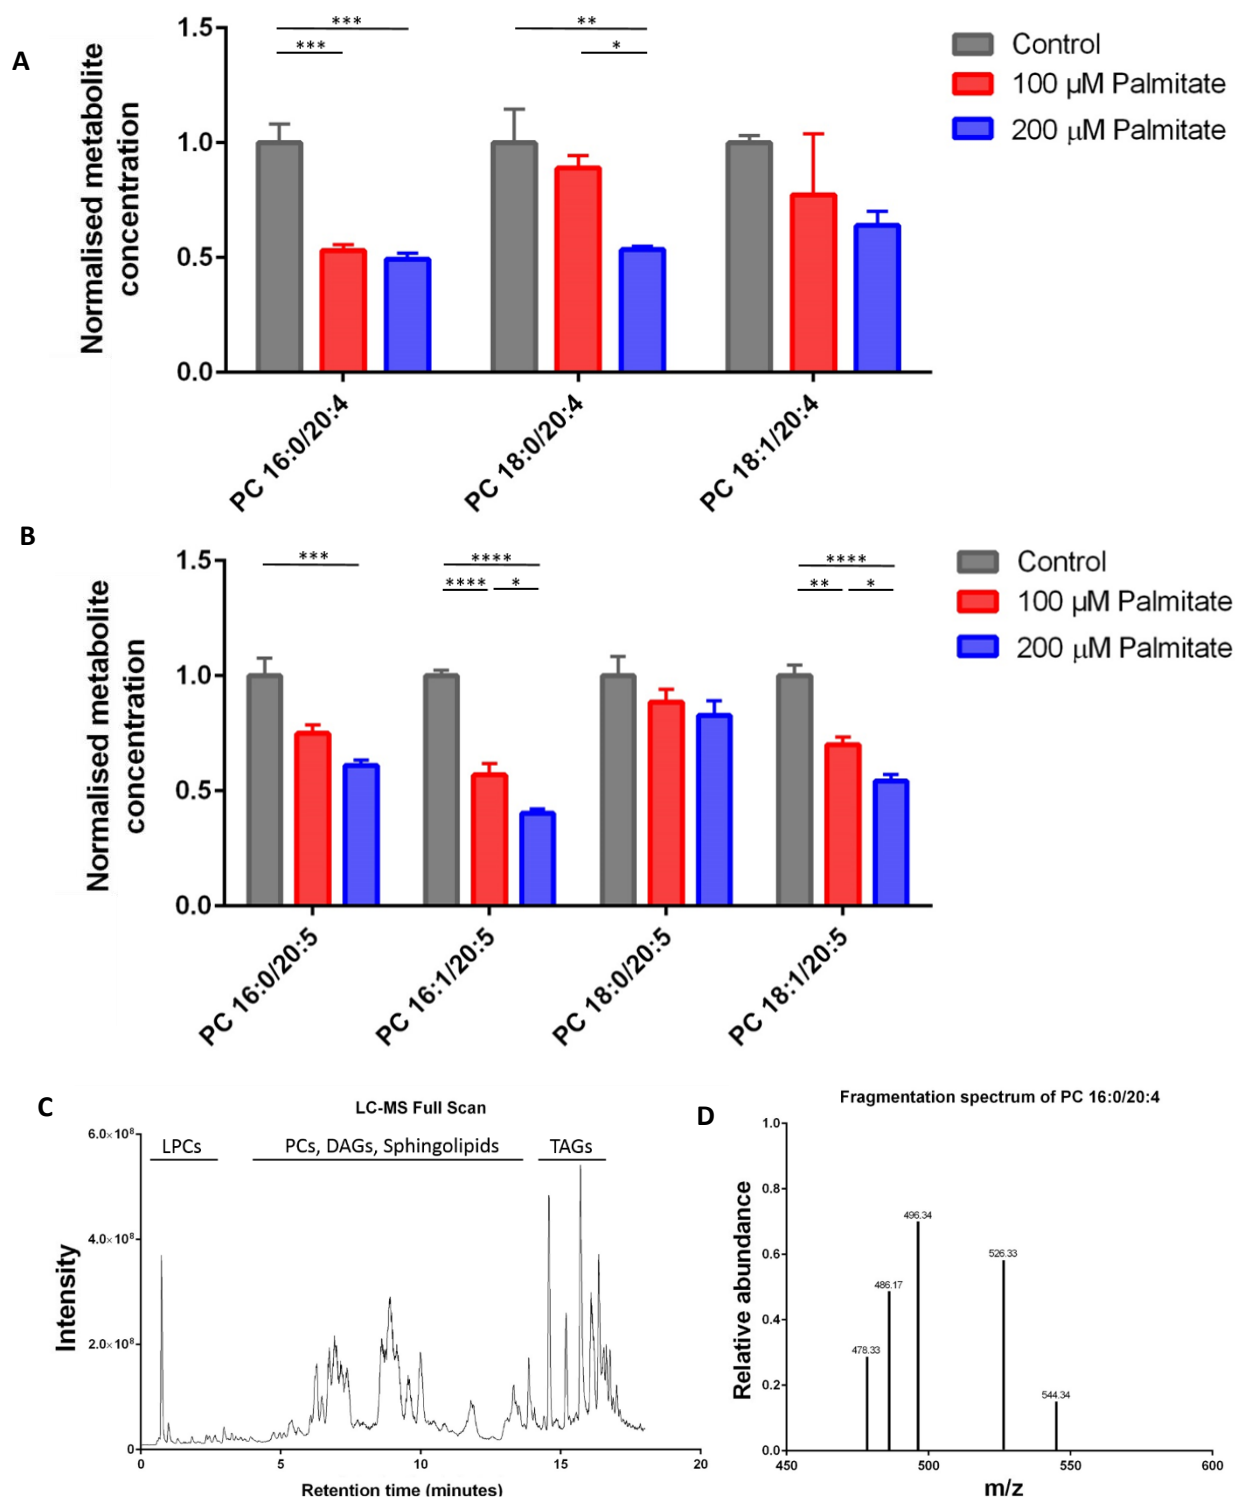 A
Normalised metabolite
concentration
1.5
1.0
0.5
0.0
***
***
**
*
Control
100 µM Palmitate
200 µM Palmitate
PC 16:0/20:4
PC 18:0/20:4
PC 18:1/20:4
B
Normalised metabolite
concentration
1.5
1.0
0.5
0.0
***
****
****
*
****
**
*
Control
100 µM Palmitate
200 µM Palmitate
PC 16:0/20:5
PC 16:1/20:5
PC 18:0/20:5
PC 18:1/20:5
C
LC-MS Full Scan
LPCs
PCs, DAGs, Sphingolipids
TAGs
Intensity
6.0×10⁸
4.0×10⁸
2.0×10⁸
0
0
5
10
15
20
Retention time (minutes)
D
Fragmentation spectrum of PC 16:0/20:4
Relative abundance
1.0
0.8
0.6
0.4
0.2
0.0
478.33
486.17
496.34
526.33
544.34
450
500
550
600
m/z